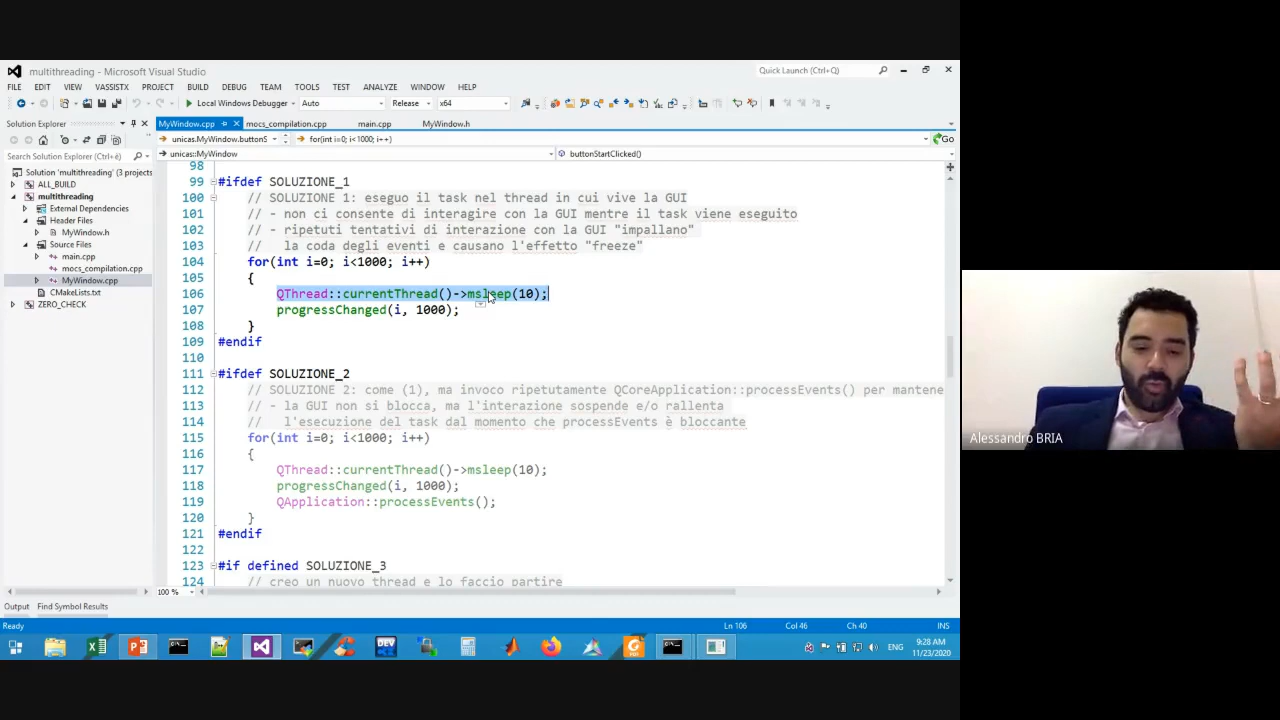 multithreading - Microsoft Visual Studio
Quick Launch (Ctrl+Q)
FILE EDIT VIEW VASSISTX PROJECT BUILD DEBUG TEAM TOOLS TEST ANALYZE WINDOW HELP
Local Windows Debugger Auto Release x64
Solution Explorer
MyWindow.cpp mocs_compilation.cpp main.cpp MyWindow.h
unicas.MyWindow.buttonS for(int i=0; i<1000; i++) Go
Search Solution Explorer (Ctrl+è)
unicas::MyWindow buttonStartClicked()
Solution 'multithreading' (3 projects
ALL_BUILD
multithreading
External Dependencies
Header Files
MyWindow.h
Source Files
main.cpp
mocs_compilation.cpp
MyWindow.cpp
CMakeLists.txt
ZERO_CHECK
98
99 #ifdef SOLUZIONE_1
100 // SOLUZIONE 1: eseguo il task nel thread in cui vive la GUI
101 // - non ci consente di interagire con la GUI mentre il task viene eseguito
102 // - ripetuti tentativi di interazione con la GUI "impallano"
103 // la coda degli eventi e causano l'effetto "freeze"
104 for(int i=0; i<1000; i++)
105 {
106 QThread::currentThread()->msleep(10);
107 progressChanged(i, 1000);
108 }
109 #endif
110
111 #ifdef SOLUZIONE_2
112 // SOLUZIONE 2: come (1), ma invoco ripetutamente QCoreApplication::processEvents() per mantene
113 // - la GUI non si blocca, ma l'interazione sospende e/o rallenta
114 // l'esecuzione del task dal momento che processEvents è bloccante
115 for(int i=0; i<1000; i++)
116 {
117 QThread::currentThread()->msleep(10);
118 progressChanged(i, 1000);
119 QApplication::processEvents();
120 }
121 #endif
122
123 #if defined SOLUZIONE_3
124 // creo un nuovo thread e lo faccio partire
100 %
Output Find Symbol Results
Ready Ln 106 Col 46 Ch 40 INS
DEV
ENG
9:28 AM
11/23/2020
Alessandro BRIA